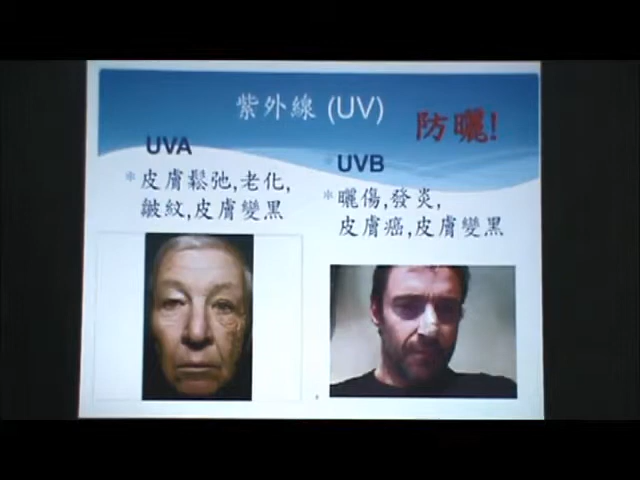 紫外線 (UV)
防曬!
UVA
*皮膚鬆弛,老化,
皺紋,皮膚變黑
UVB
*曬傷,發炎,
皮膚癌,皮膚變黑